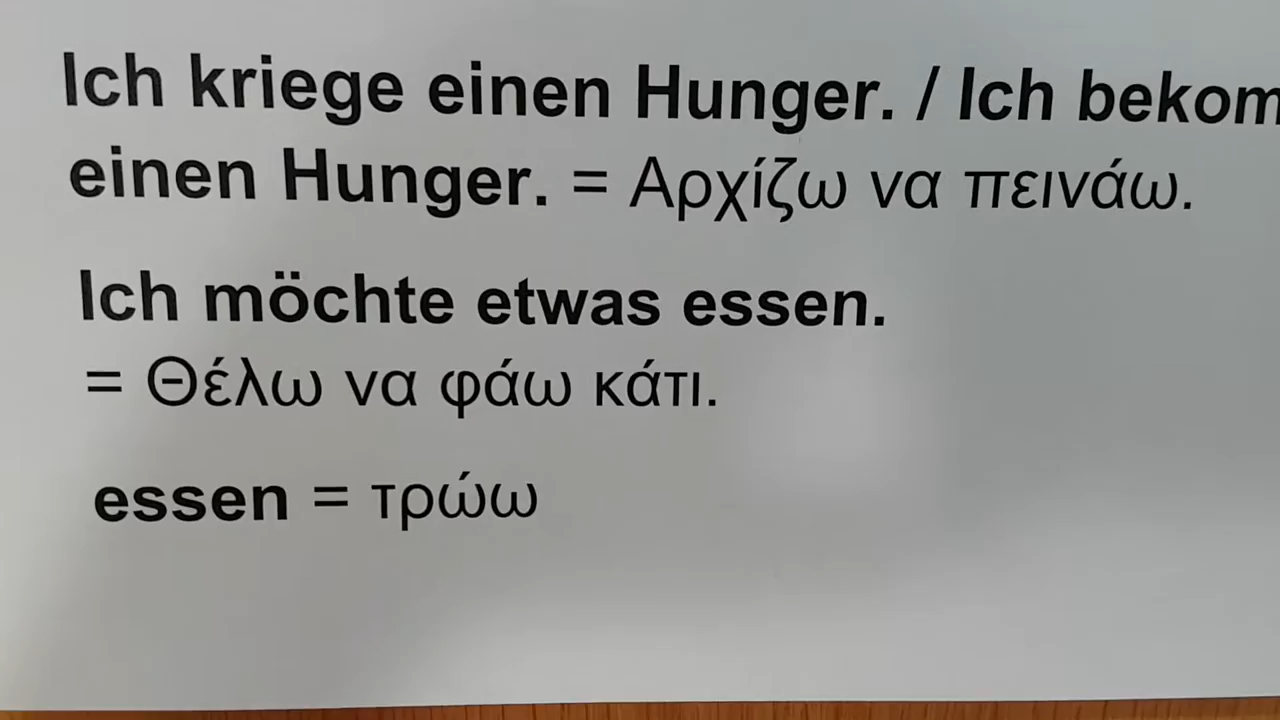 Ich kriege einen Hunger. / Ich bekom
einen Hunger. = Αρχίζω να πεινάω.
Ich möchte etwas essen.
= Θέλω να φάω κάτι.
essen = τρώω